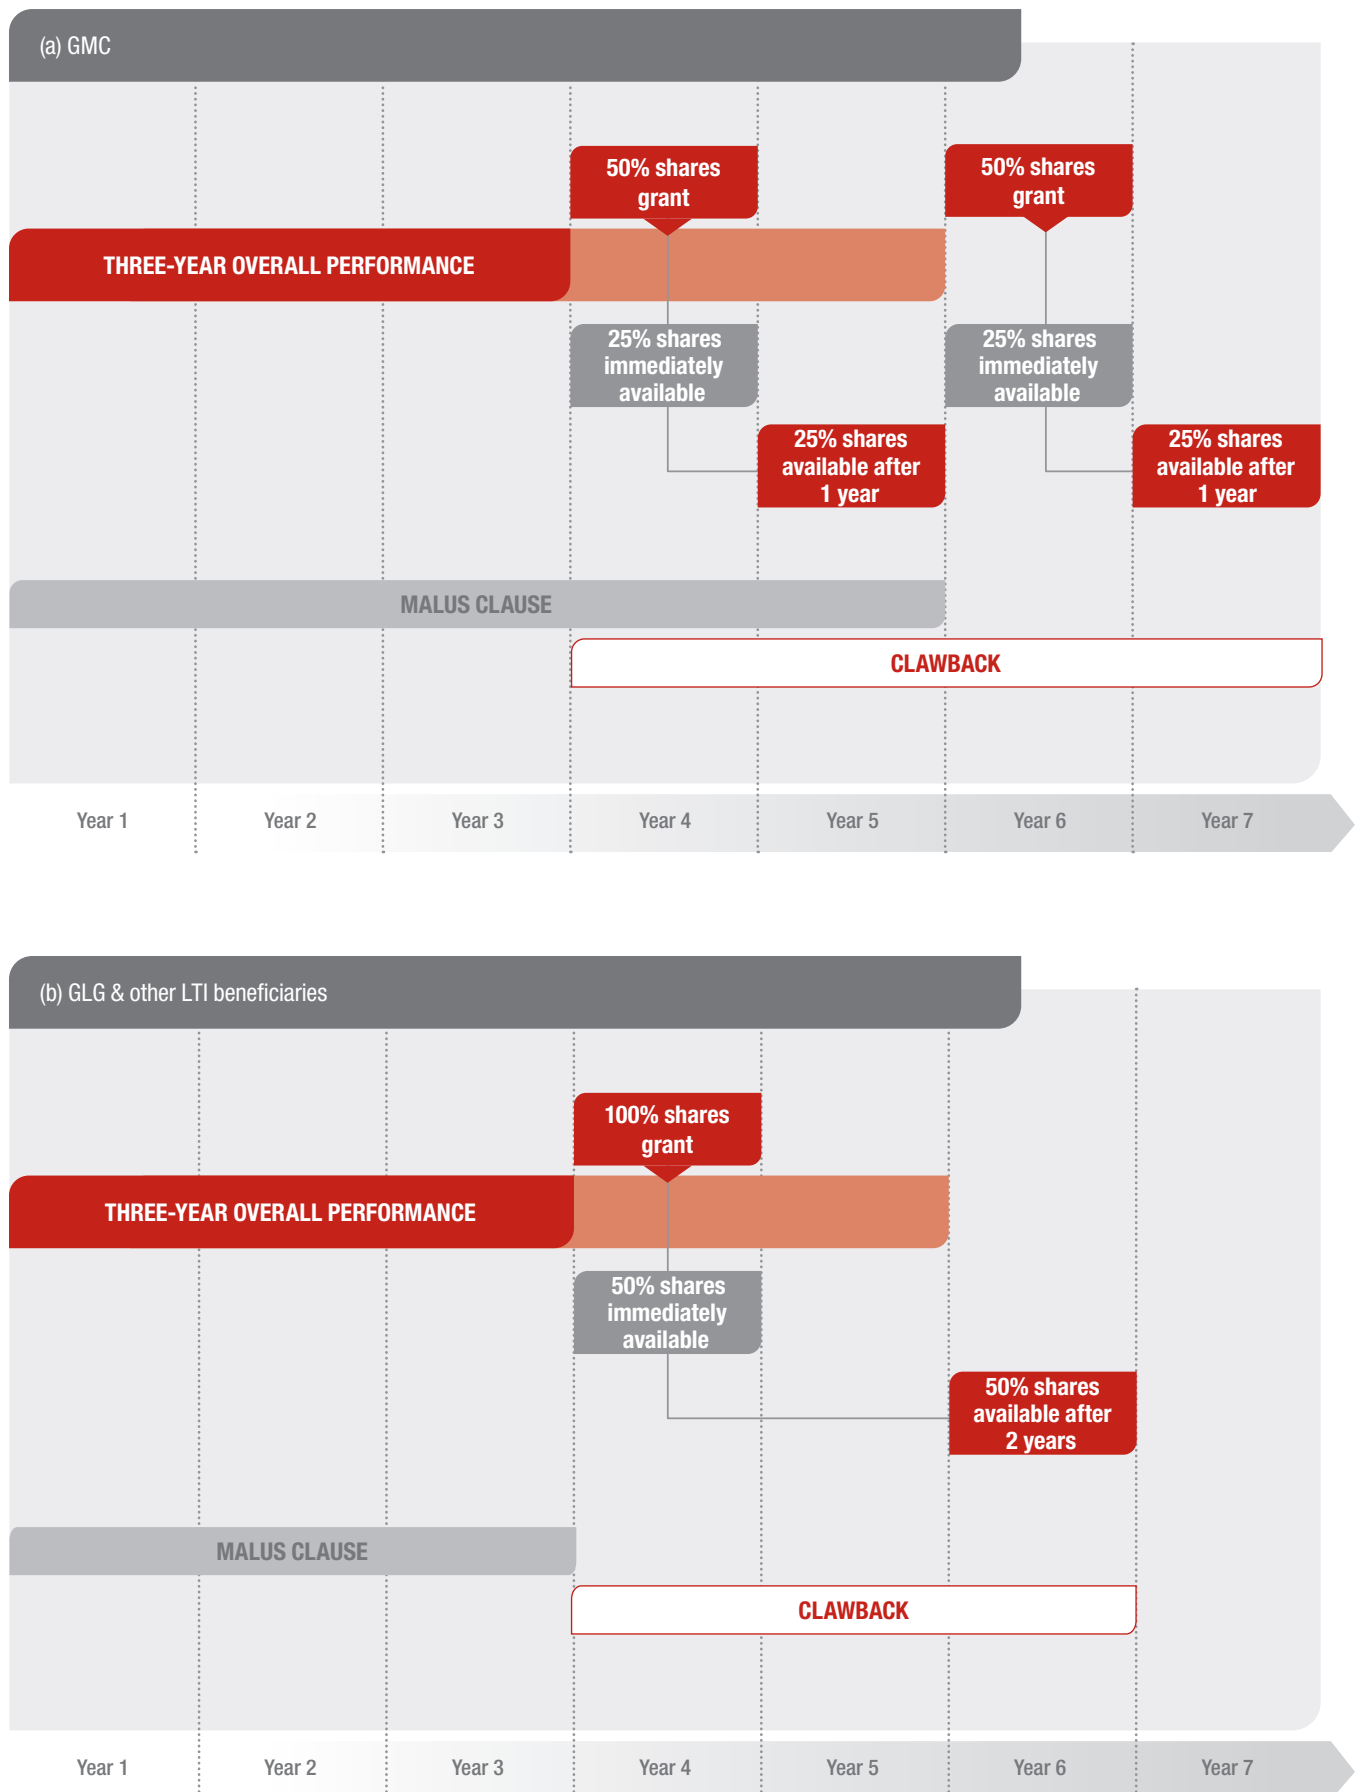 (a) GMC
50% shares
grant
50% shares
grant
THREE-YEAR OVERALL PERFORMANCE
25% shares
immediately
available
25% shares
immediately
available
25% shares
available after
1 year
25% shares
available after
1 year
MALUS CLAUSE
CLAWBACK
Year 1 Year 2 Year 3 Year 4 Year 5 Year 6 Year 7
(b) GLG & other LTI beneficiaries
100% shares
grant
THREE-YEAR OVERALL PERFORMANCE
50% shares
immediately
available
50% shares
available after
2 years
MALUS CLAUSE
CLAWBACK
Year 1 Year 2 Year 3 Year 4 Year 5 Year 6 Year 7